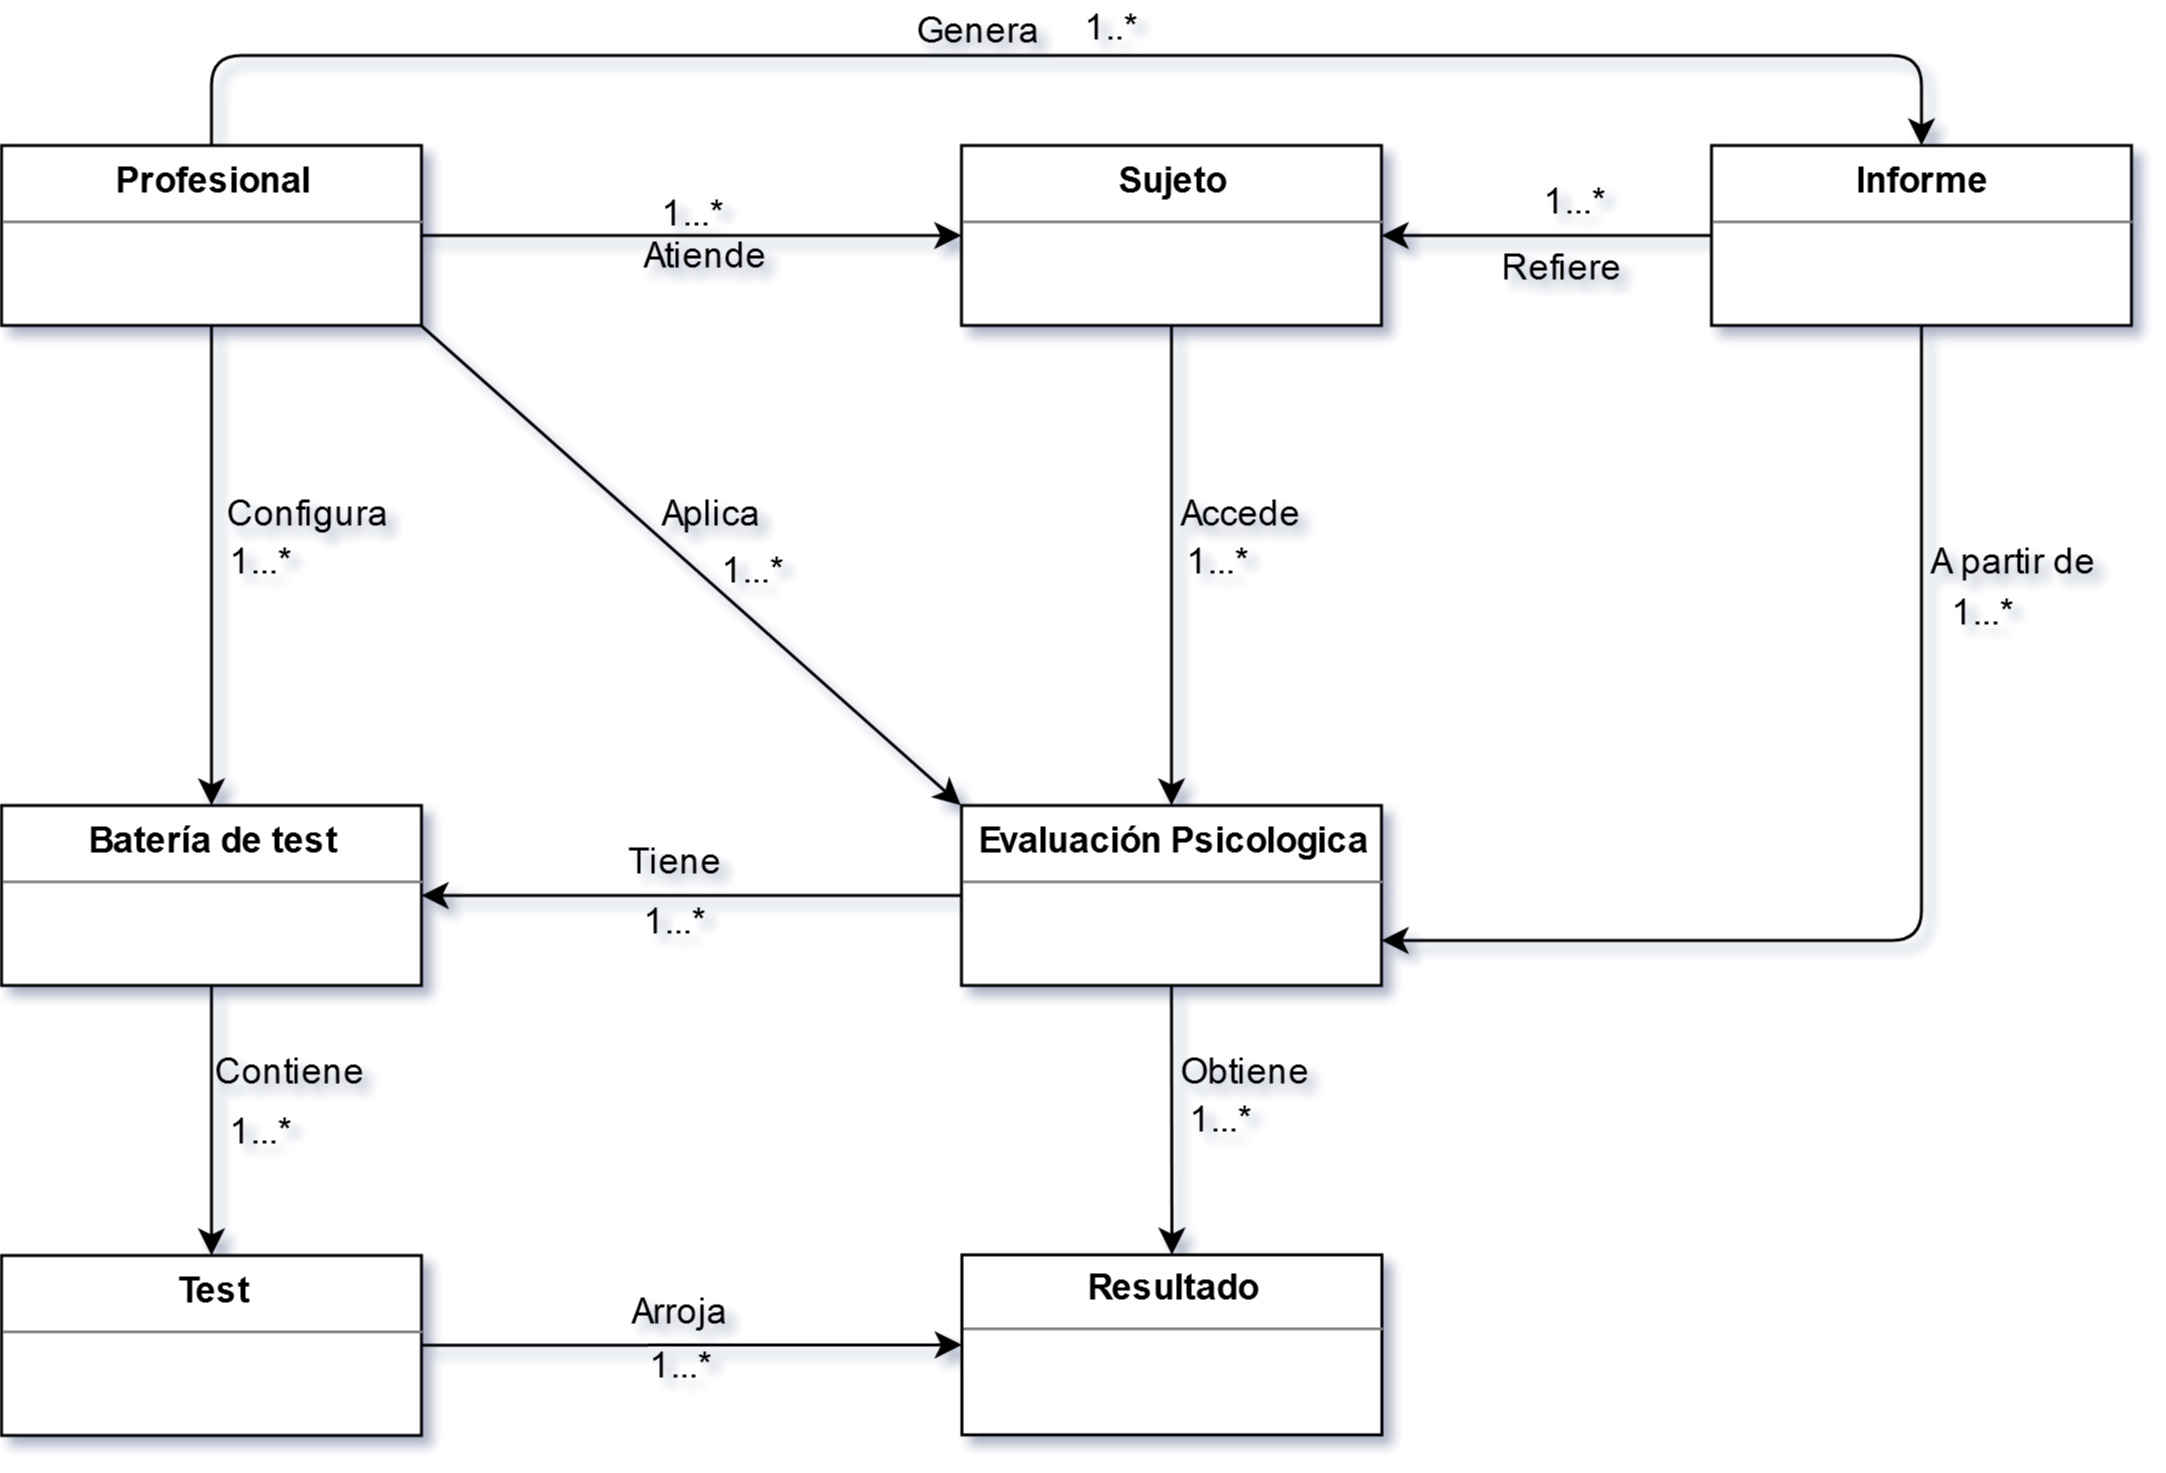 Genera 1..*
Profesional
Sujeto
Informe
1...*
Atiende
1...*
Refiere
Configura
1...*
Aplica
1...*
Accede
1...*
A partir de
1...*
Batería de test
Evaluación Psicologica
Tiene
1...*
Contiene
1...*
Obtiene
1...*
Test
Resultado
Arroja
1...*